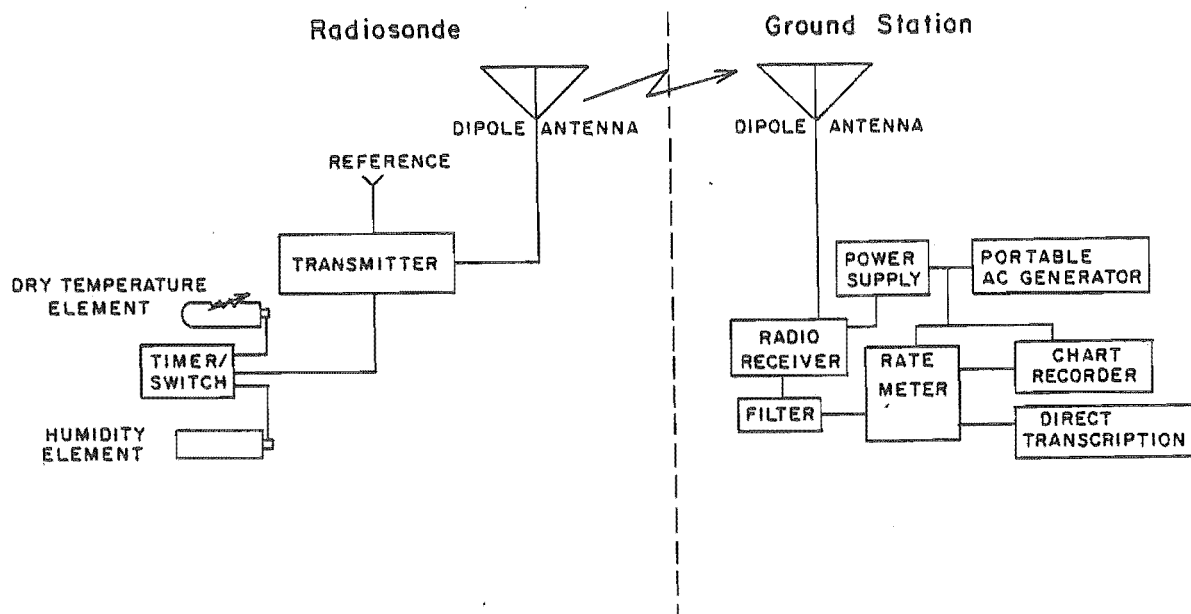 Radiosonde
Ground Station
DIPOLE ANTENNA
DIPOLE ANTENNA
REFERENCE
TRANSMITTER
DRY TEMPERATURE
ELEMENT
TIMER/
SWITCH
HUMIDITY
ELEMENT
POWER
SUPPLY
PORTABLE
AC GENERATOR
RADIO
RECEIVER
RATE
METER
CHART
RECORDER
FILTER
DIRECT
TRANSCRIPTION